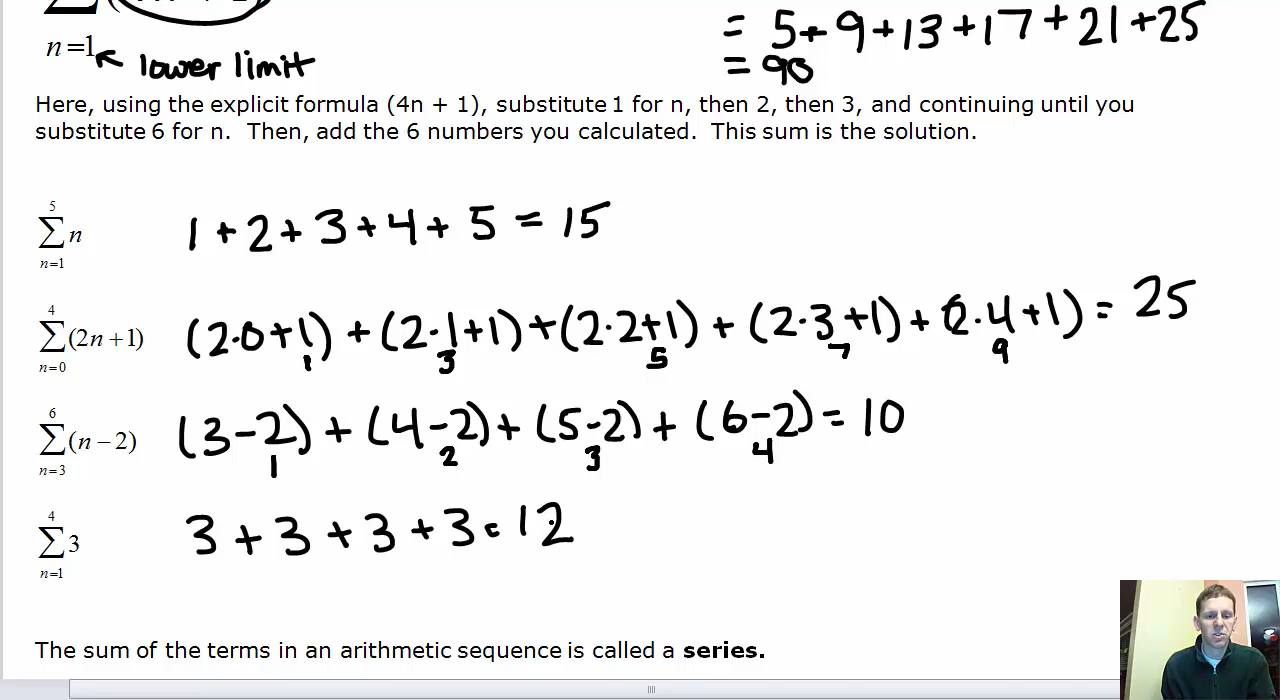 = 5+9+13+17+21+25
n=1 lower limit
= 90
Here, using the explicit formula (4n + 1), substitute 1 for n, then 2, then 3, and continuing until you
substitute 6 for n. Then, add the 6 numbers you calculated. This sum is the solution.
5
∑ n 1+2+3+4+5 = 15
n=1
4
∑(2n+1) (2·0+1) + (2·1+1) + (2·2+1) + (2·3+1) + (2·4+1) = 25
n=0 1 3 5 7 9
6
∑(n−2) (3-2) + (4-2) + (5-2) + (6-2) = 10
n=3 1 2 3 4
4
∑3 3+3+3+3=12
n=1
The sum of the terms in an arithmetic sequence is called a series.